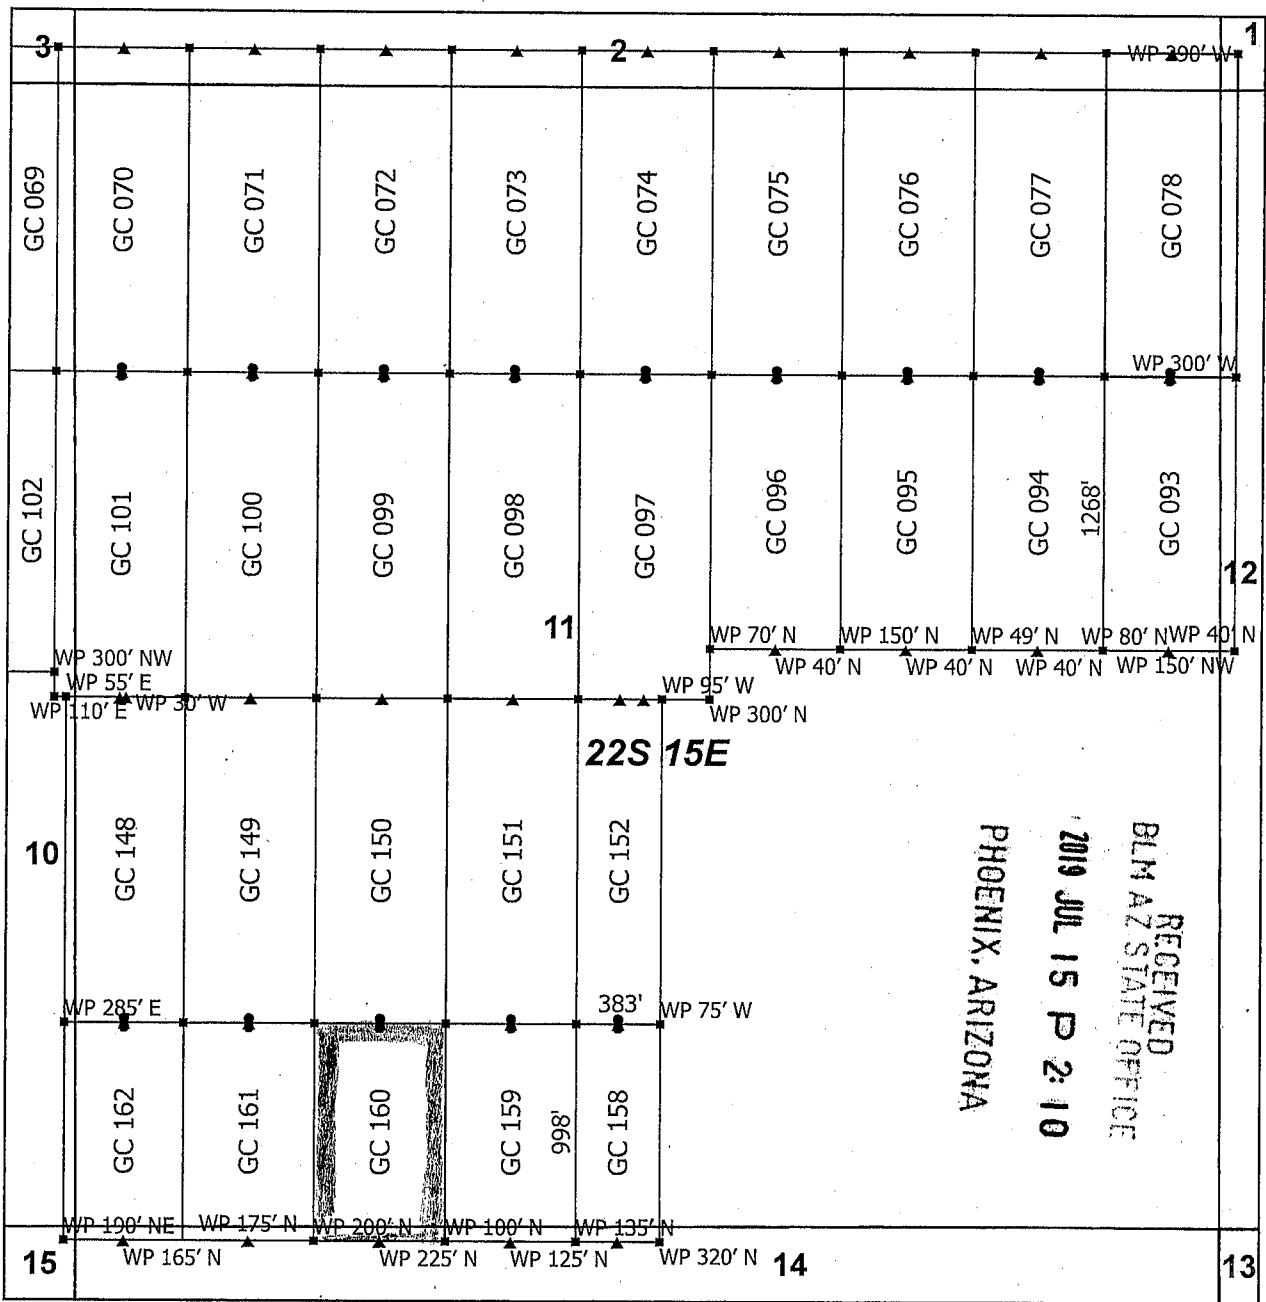 3
2
1
WP 290' W
GC 069
GC 070
GC 071
GC 072
GC 073
GC 074
GC 075
GC 076
GC 077
GC 078
WP 300' W
GC 102
GC 101
GC 100
GC 099
GC 098
GC 097
GC 096
GC 095
GC 094
1268'
GC 093
12
11
WP 70' N
WP 150' N
WP 49' N
WP 80' N
WP 40' N
WP 40' N
WP 40' N
WP 40' N
WP 150' NW
WP 300' NW
WP 55' E
WP 110' E
WP 30' W
WP 95' W
WP 300' N
22S 15E
10
GC 148
GC 149
GC 150
GC 151
GC 152
RECEIVED
BLM AZ STATE OFFICE
2019 JUL 15 P 2:10
PHOENIX, ARIZONA
WP 285' E
383'
WP 75' W
GC 162
GC 161
GC 160
GC 159
998'
GC 158
WP 190' NE
WP 175' N
WP 200' N
WP 100' N
WP 135' N
WP 165' N
WP 225' N
WP 125' N
WP 320' N
15
14
13